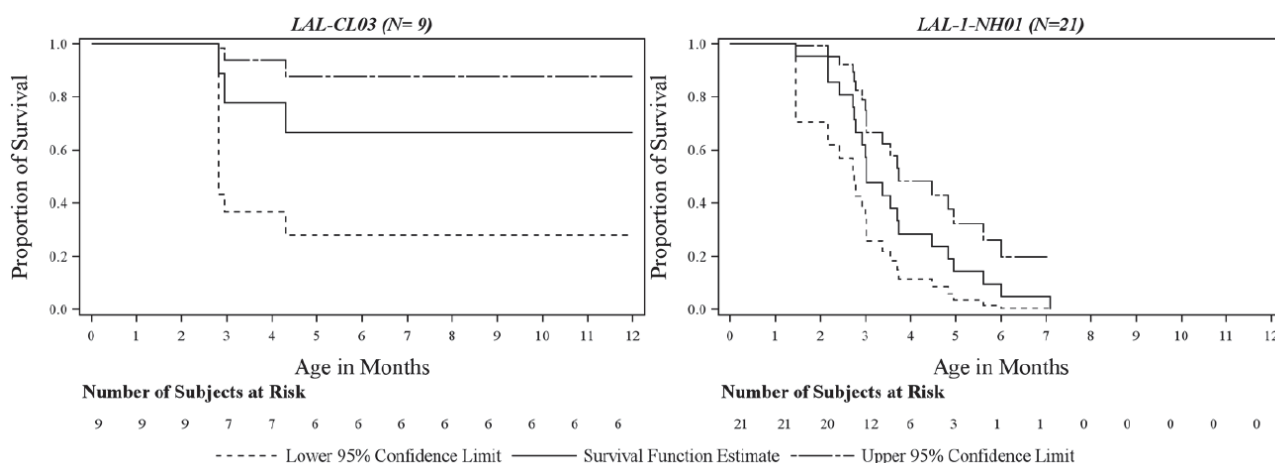 LAL-CL03 (N= 9)
Proportion of Survival
1.0
0.8
0.6
0.4
0.2
0.0
0 1 2 3 4 5 6 7 8 9 10 11 12
Age in Months
Number of Subjects at Risk
9 9 9 7 7 6 6 6 6 6 6 6 6
LAL-1-NH01 (N=21)
Proportion of Survival
1.0
0.8
0.6
0.4
0.2
0.0
0 1 2 3 4 5 6 7 8 9 10 11 12
Age in Months
Number of Subjects at Risk
21 21 20 12 6 3 1 1 0 0 0 0 0
Lower 95% Confidence Limit Survival Function Estimate Upper 95% Confidence Limit